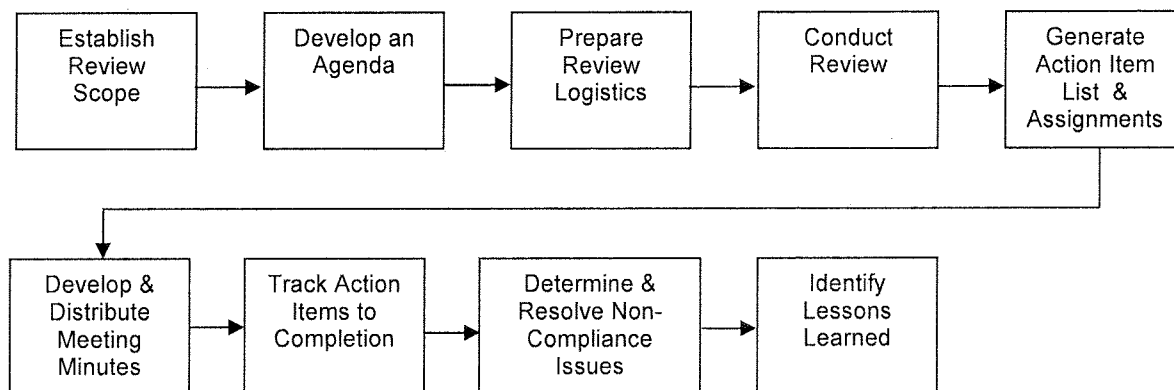 Establish
Review
Scope
Develop an
Agenda
Prepare
Review
Logistics
Conduct
Review
Generate
Action Item
List &
Assignments
Develop &
Distribute
Meeting
Minutes
Track Action
Items to
Completion
Determine &
Resolve Non-
Compliance
Issues
Identify
Lessons
Learned